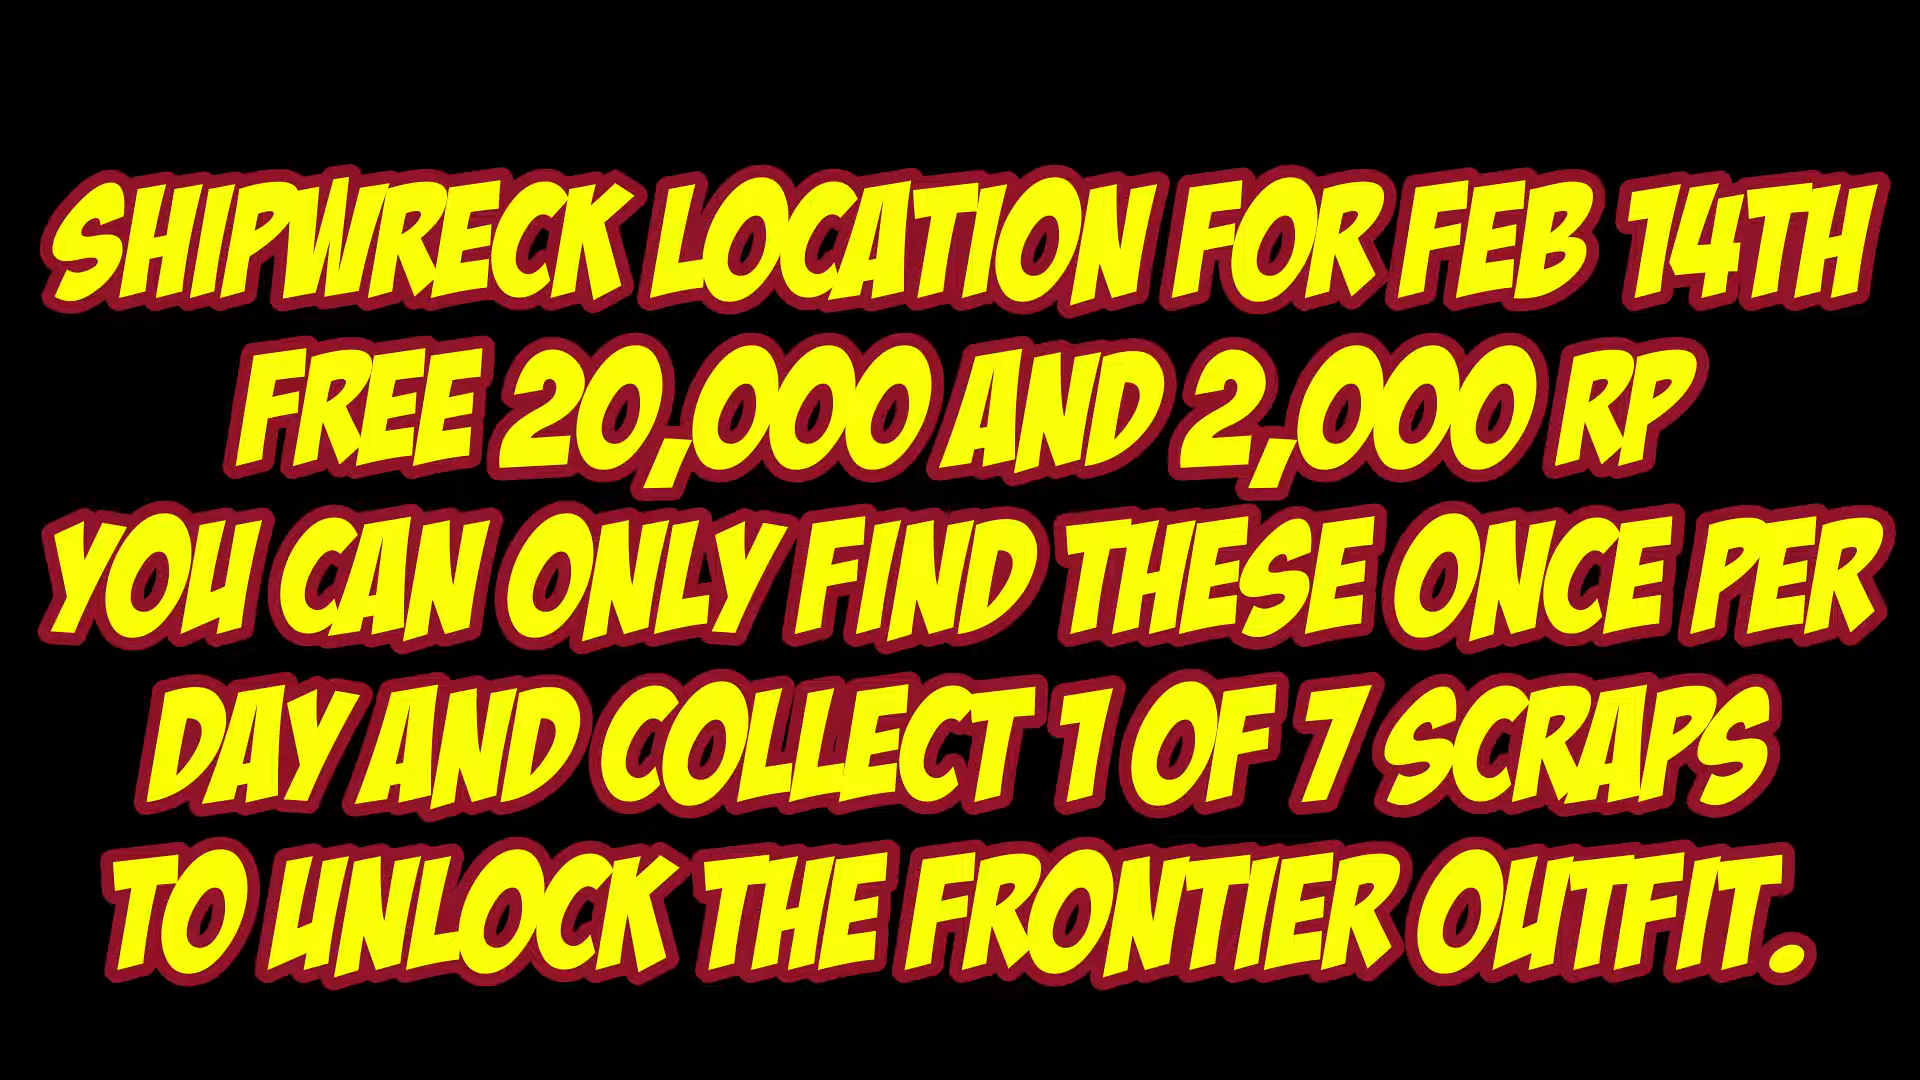 SHIPWRECK LOCATION FOR FEB 14TH
FREE 20,000 AND 2,000 RP
YOU CAN ONLY FIND THESE ONCE PER
DAY AND COLLECT 1 OF 7 SCRAPS
TO UNLOCK THE FRONTIER OUTFIT.